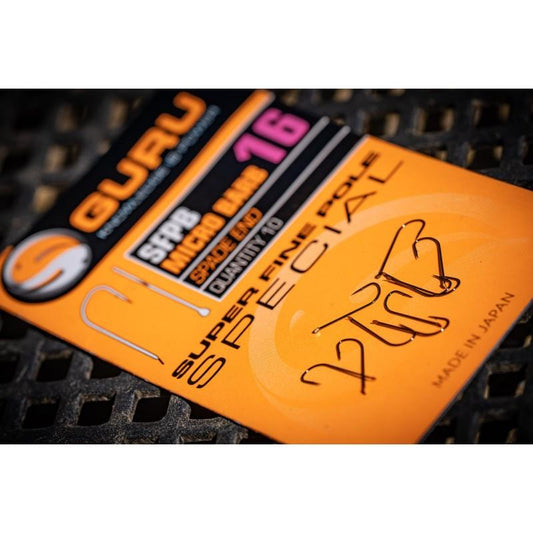 GURU
SFPB
MICRO BARB
16
SPADE END
QUANTITY 10
SUPER FINE POLE
SPECIAL
MADE IN JAPAN